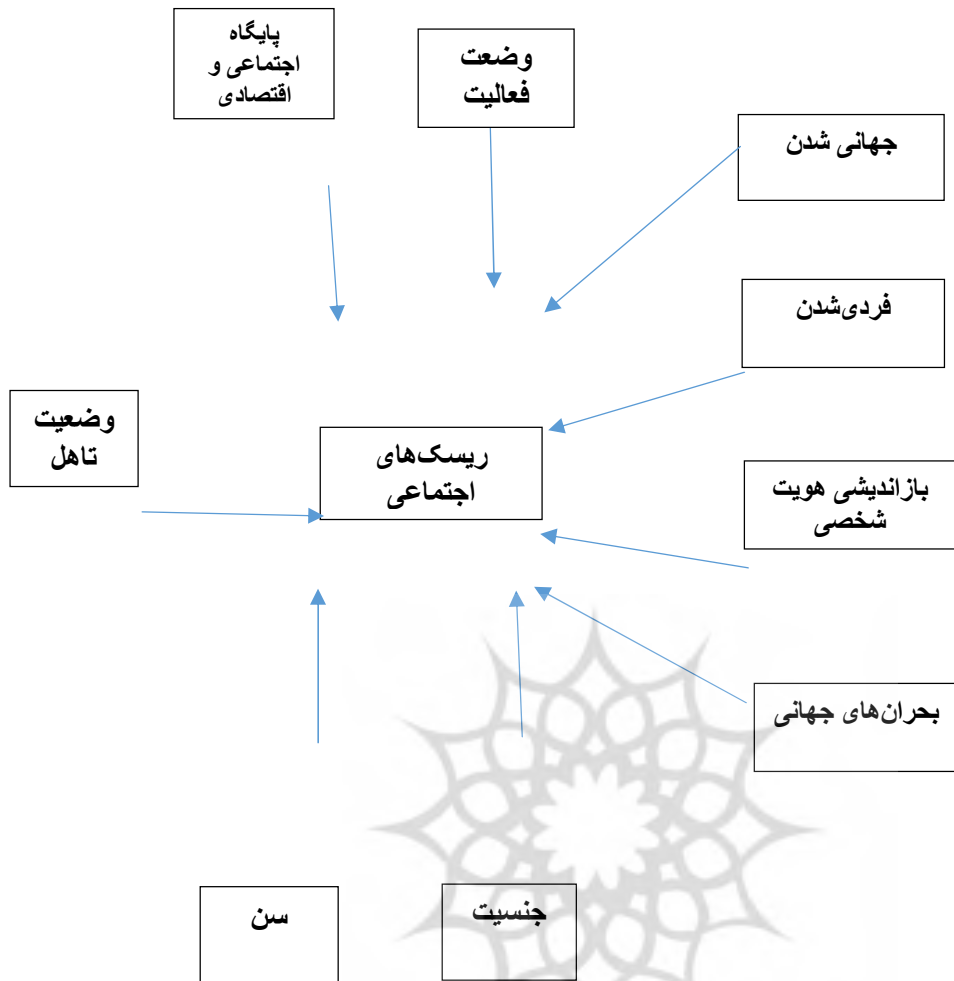 پایگاه
اجتماعی و
اقتصادی
وضعت
فعالیت
جهانی شدن
فردی‌شدن
وضعیت
تاهل
ریسک‌های
اجتماعی
بازاندیشی هویت
شخصی
بحران‌های جهانی
جنسیت
سن